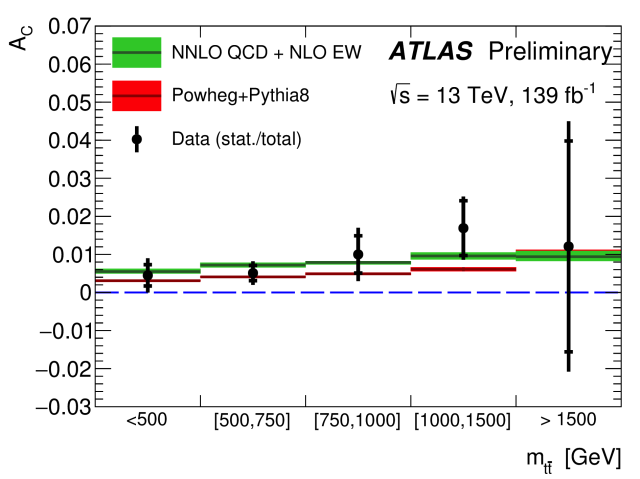 A_C
0.07
0.06
0.05
0.04
0.03
0.02
0.01
0
−0.01
−0.02
−0.03
NNLO QCD + NLO EW
Powheg+Pythia8
Data (stat./total)
ATLAS Preliminary
√s = 13 TeV, 139 fb⁻¹
<500 [500,750] [750,1000] [1000,1500] > 1500
m_tt̄ [GeV]